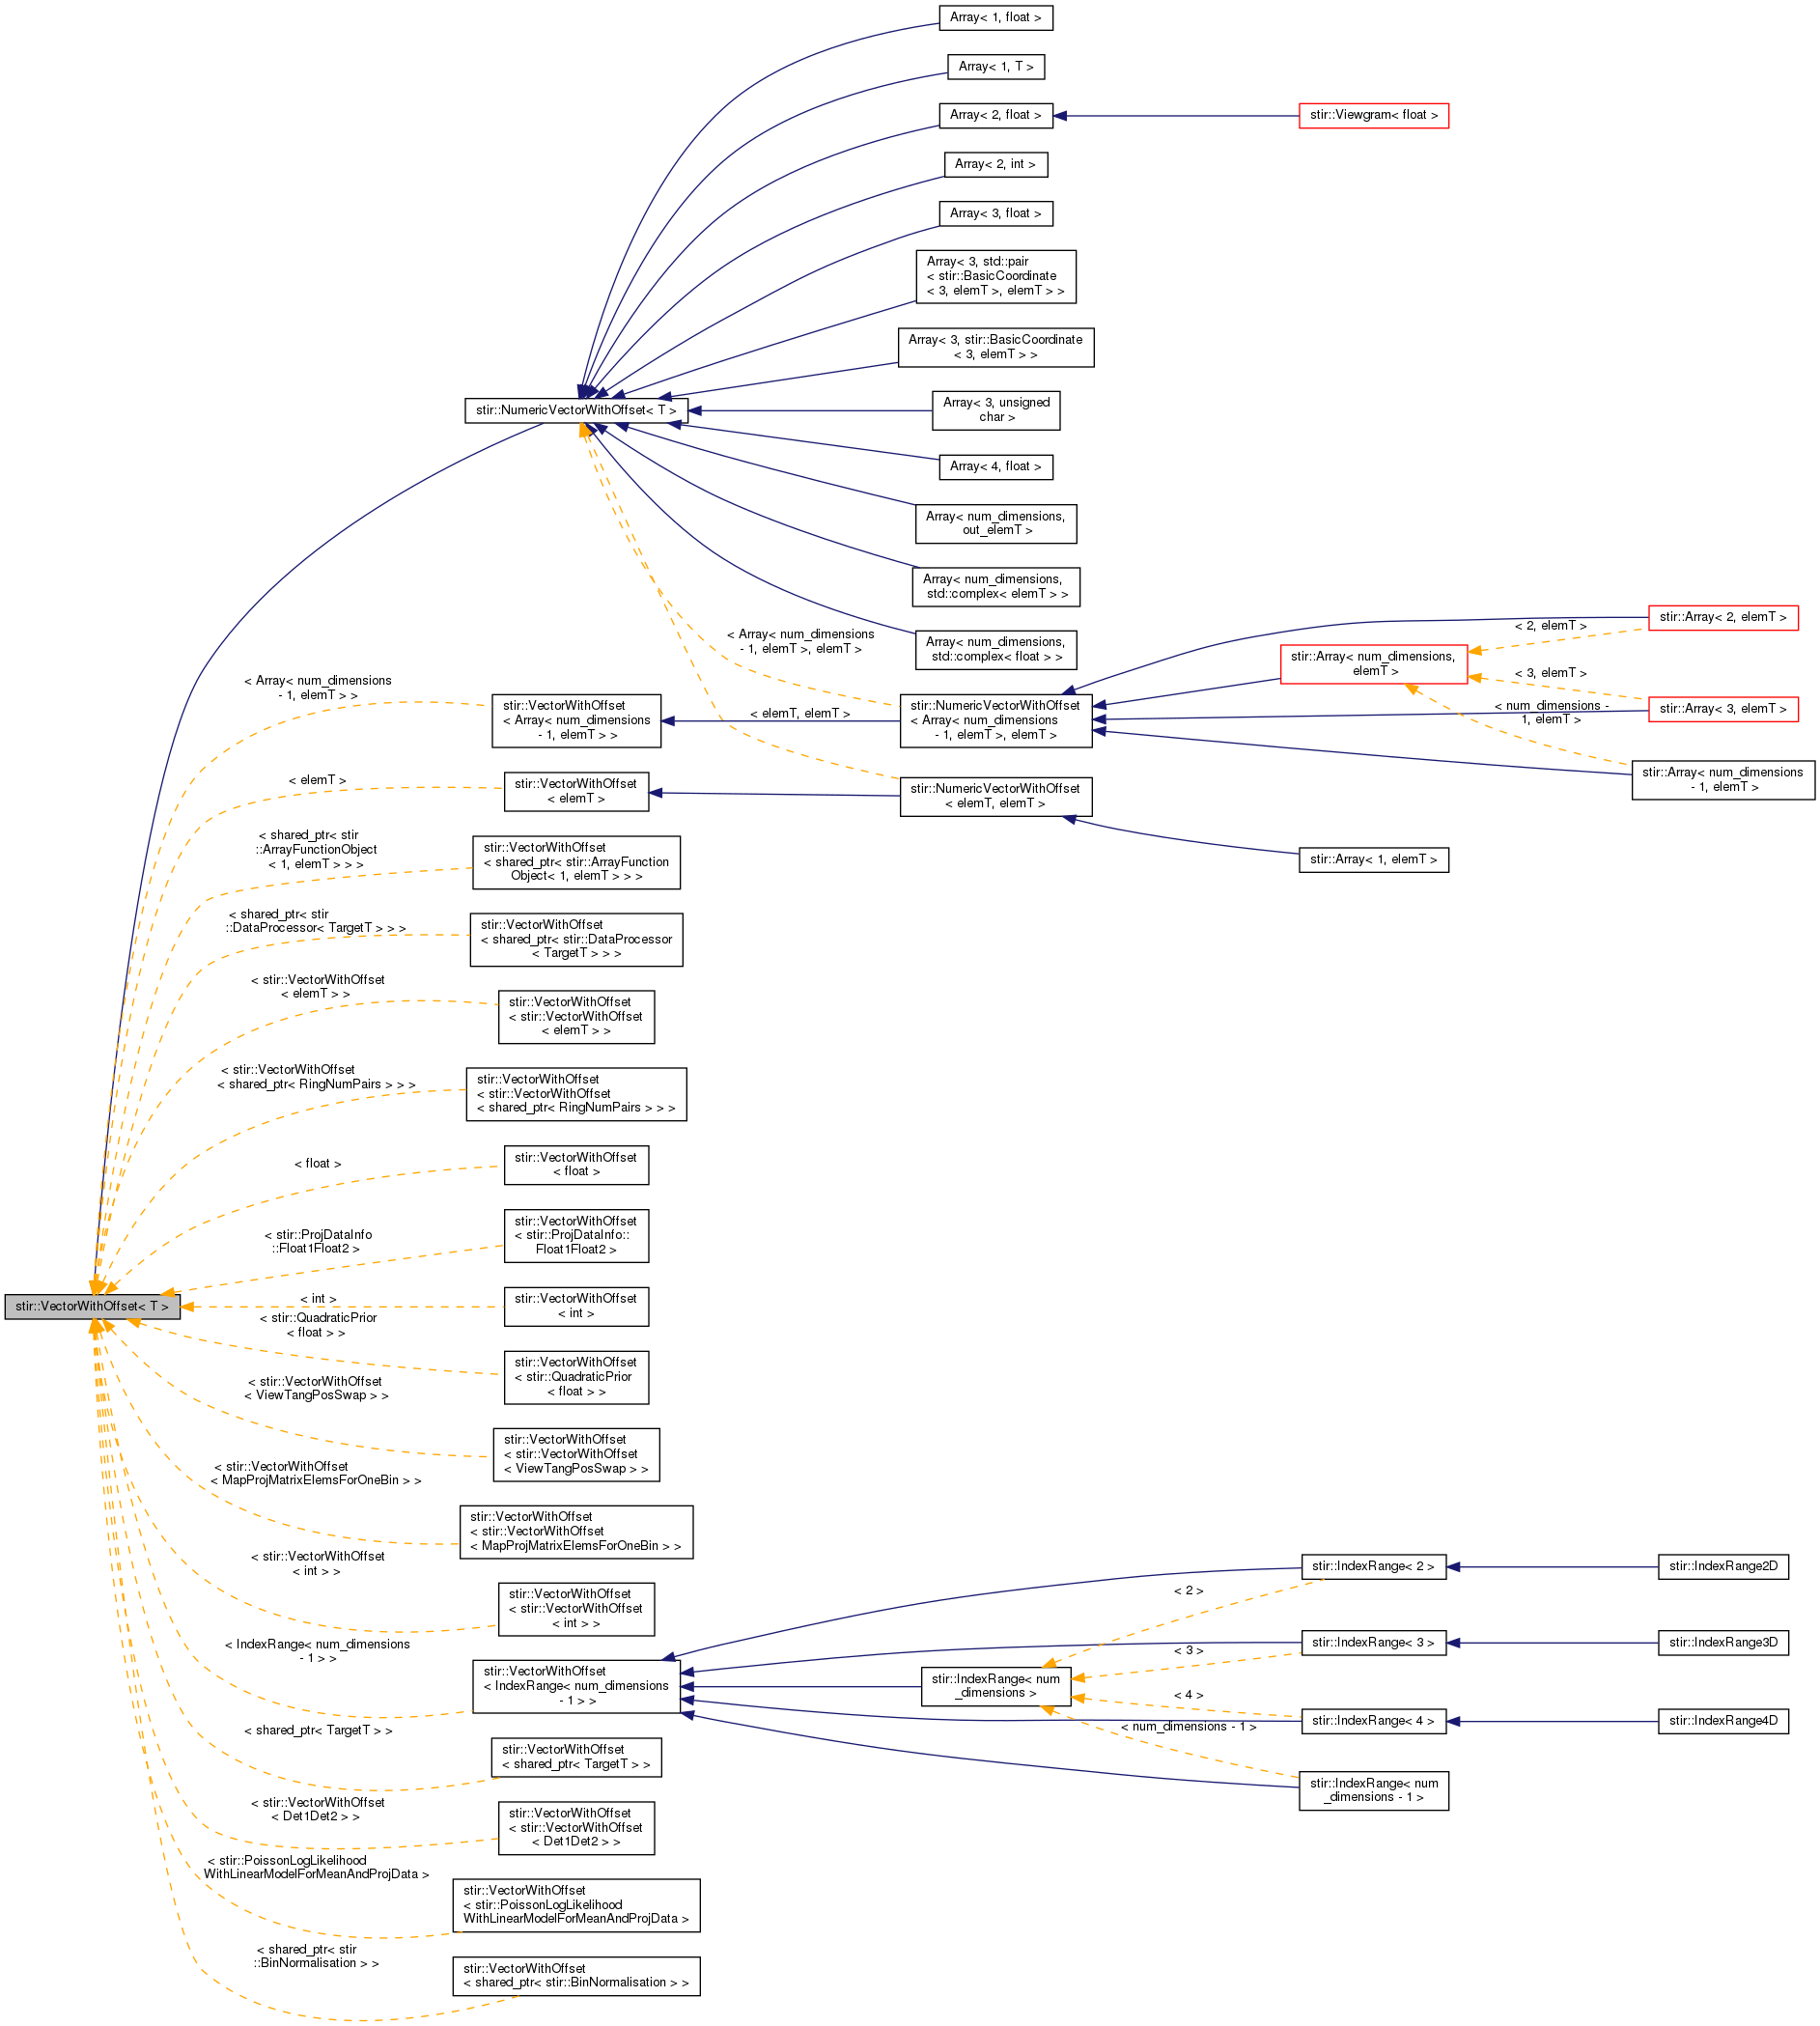 Array< 1, float >
Array< 1, T >
Array< 2, float >
stir::Viewgram< float >
Array< 2, int >
Array< 3, float >
Array< 3, std::pair
< stir::BasicCoordinate
< 3, elemT >, elemT > >
Array< 3, stir::BasicCoordinate
< 3, elemT > >
stir::NumericVectorWithOffset< T >
Array< 3, unsigned
char >
Array< 4, float >
Array< num_dimensions,
out_elemT >
Array< num_dimensions,
std::complex< elemT > >
Array< num_dimensions,
std::complex< float > >
< Array< num_dimensions
- 1, elemT >, elemT >
< 2, elemT >
stir::Array< 2, elemT >
stir::Array< num_dimensions,
elemT >
< 3, elemT >
< Array< num_dimensions
- 1, elemT > >
stir::VectorWithOffset
< Array< num_dimensions
- 1, elemT > >
< elemT, elemT >
stir::NumericVectorWithOffset
< Array< num_dimensions
- 1, elemT >, elemT >
< num_dimensions -
1, elemT >
stir::Array< 3, elemT >
stir::Array< num_dimensions
- 1, elemT >
< elemT >
stir::VectorWithOffset
< elemT >
stir::NumericVectorWithOffset
< elemT, elemT >
stir::Array< 1, elemT >
< shared_ptr< stir
::ArrayFunctionObject
< 1, elemT > > >
stir::VectorWithOffset
< shared_ptr< stir::ArrayFunction
Object< 1, elemT > > >
< shared_ptr< stir
::DataProcessor< TargetT > > >
stir::VectorWithOffset
< shared_ptr< stir::DataProcessor
< TargetT > > >
< stir::VectorWithOffset
< elemT > >
stir::VectorWithOffset
< stir::VectorWithOffset
< elemT > >
< stir::VectorWithOffset
< shared_ptr< RingNumPairs > > >
stir::VectorWithOffset
< stir::VectorWithOffset
< shared_ptr< RingNumPairs > > >
< float >
stir::VectorWithOffset
< float >
< stir::ProjDataInfo
::Float1Float2 >
stir::VectorWithOffset
< stir::ProjDataInfo::
Float1Float2 >
stir::VectorWithOffset< T >
< int >
stir::VectorWithOffset
< int >
< stir::QuadraticPrior
< float > >
stir::VectorWithOffset
< stir::QuadraticPrior
< float > >
< stir::VectorWithOffset
< ViewTangPosSwap > >
stir::VectorWithOffset
< stir::VectorWithOffset
< ViewTangPosSwap > >
< stir::VectorWithOffset
< MapProjMatrixElemsForOneBin > >
stir::VectorWithOffset
< stir::VectorWithOffset
< MapProjMatrixElemsForOneBin > >
< stir::VectorWithOffset
< int > >
stir::VectorWithOffset
< stir::VectorWithOffset
< int > >
< 2 >
stir::IndexRange< 2 >
stir::IndexRange2D
< IndexRange< num_dimensions
- 1 > >
stir::VectorWithOffset
< IndexRange< num_dimensions
- 1 > >
stir::IndexRange< num
_dimensions >
< 3 >
stir::IndexRange< 3 >
stir::IndexRange3D
< 4 >
stir::IndexRange< 4 >
stir::IndexRange4D
< num_dimensions - 1 >
stir::IndexRange< num
_dimensions - 1 >
< shared_ptr< TargetT > >
stir::VectorWithOffset
< shared_ptr< TargetT > >
< stir::VectorWithOffset
< Det1Det2 > >
stir::VectorWithOffset
< stir::VectorWithOffset
< Det1Det2 > >
< stir::PoissonLogLikelihood
WithLinearModelForMeanAndProjData >
stir::VectorWithOffset
< stir::PoissonLogLikelihood
WithLinearModelForMeanAndProjData >
< shared_ptr< stir
::BinNormalisation > >
stir::VectorWithOffset
< shared_ptr< stir::BinNormalisation > >